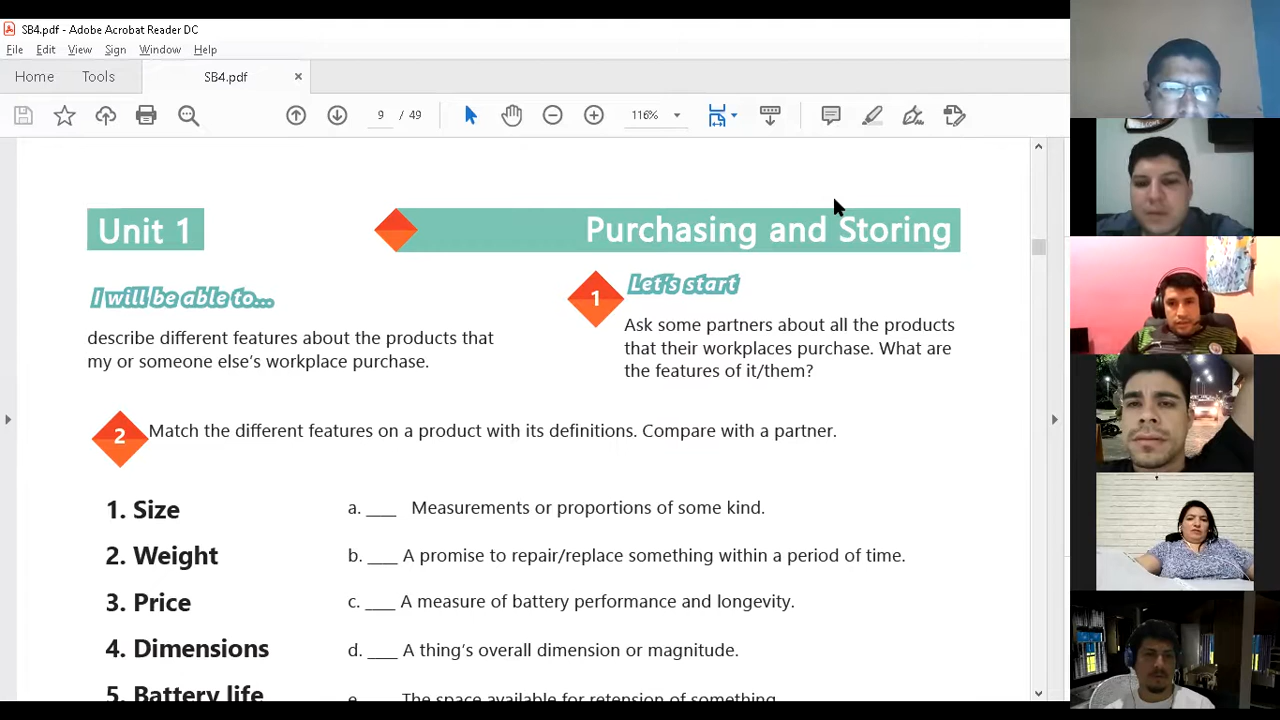 SB4.pdf - Adobe Acrobat Reader DC
File Edit View Sign Window Help
Home Tools SB4.pdf ×
9 / 49 116%
Unit 1
Purchasing and Storing
I will be able to...
describe different features about the products that
my or someone else's workplace purchase.
1 Let's start
Ask some partners about all the products
that their workplaces purchase. What are
the features of it/them?
2 Match the different features on a product with its definitions. Compare with a partner.
1. Size a. ____ Measurements or proportions of some kind.
2. Weight b. ____ A promise to repair/replace something within a period of time.
3. Price c. ____ A measure of battery performance and longevity.
4. Dimensions d. ____ A thing's overall dimension or magnitude.
5. Battery life e. ____ The space available for retention of something.